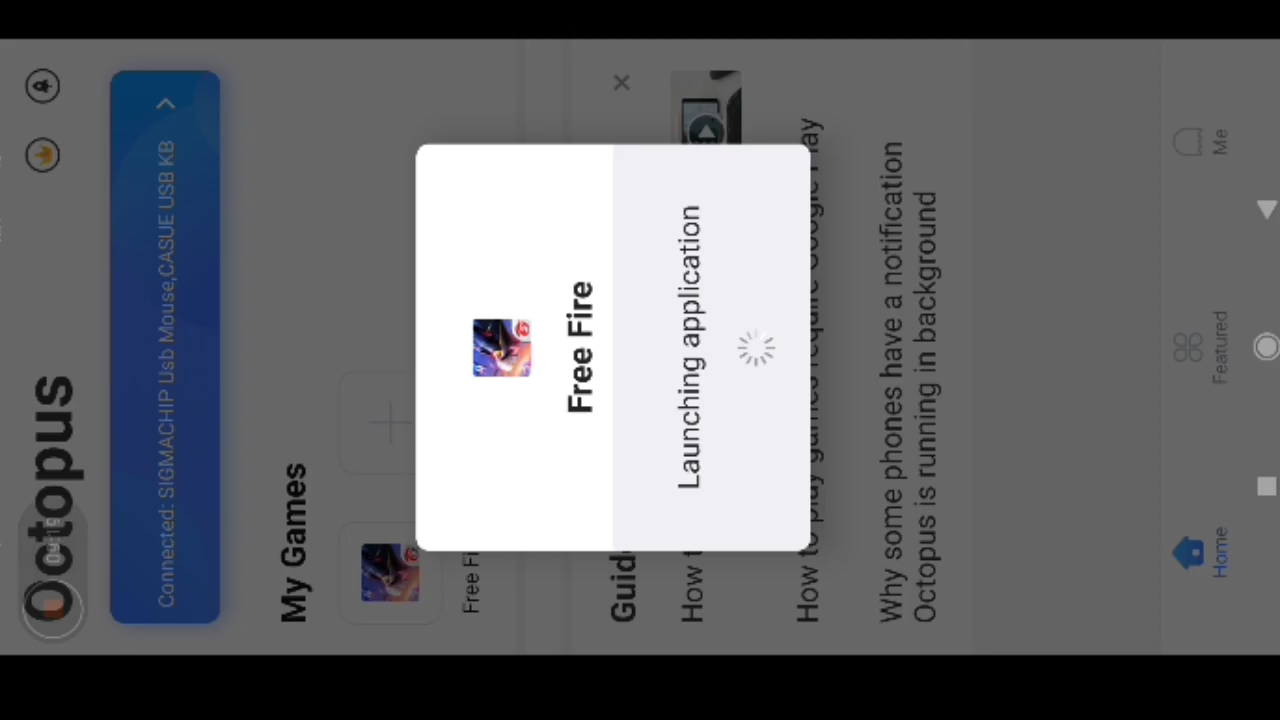 Octopus
Connected: SIGMACHIP Usb Mouse,CASUE USB KB
My Games
Free Fi
Free Fire
Launching application
Guid
How t
How to play games require Google Play
Why some phones have a notification
Octopus is running in background
Home
Featured
Me